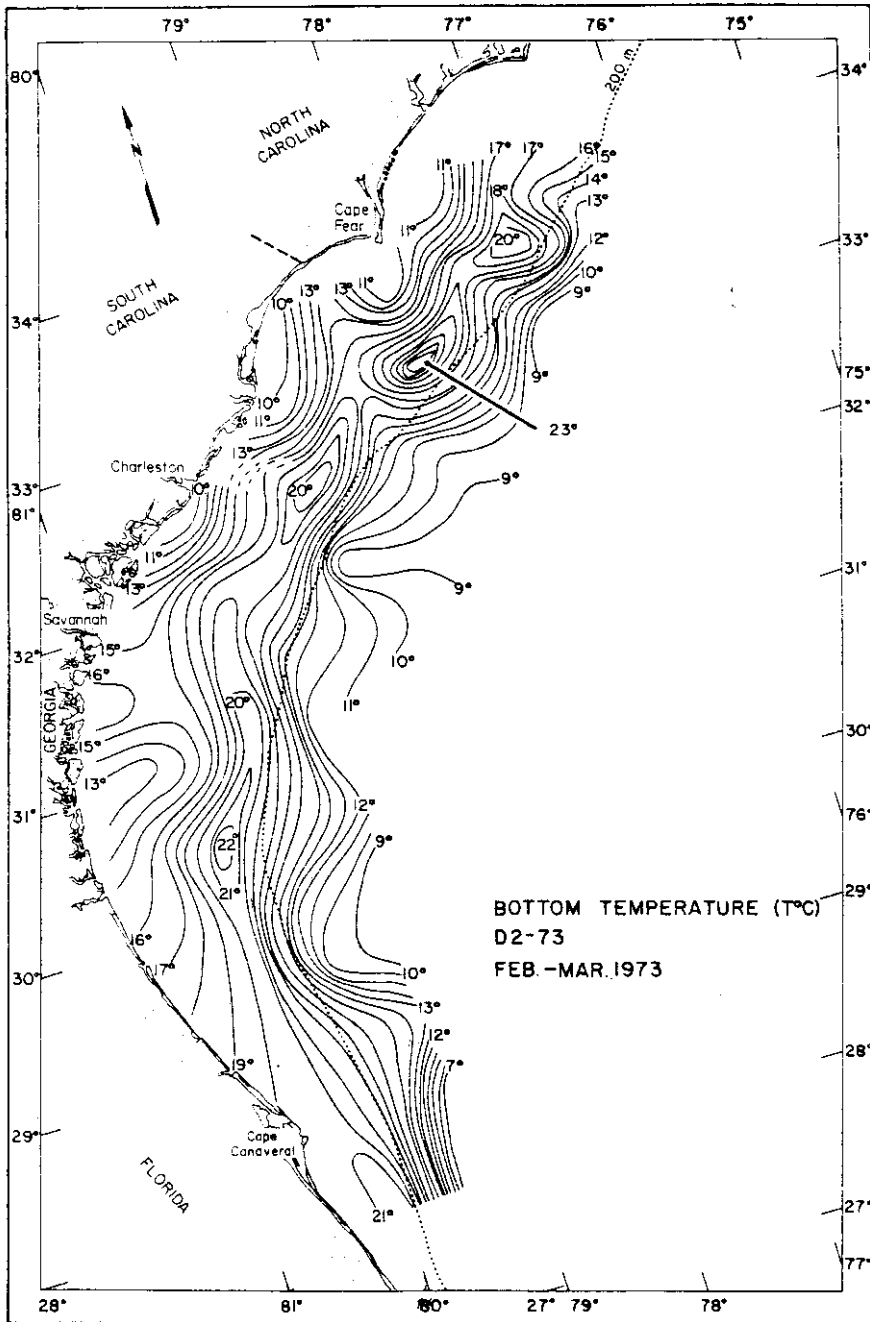 79° 78° 77° 76° 75°
80° 34°
200 m
NORTH
CAROLINA
11° 17° 17° 16°
15°
14°
18° 13°
Cape
Fear
11° 20° 12° 33°
10°
13° 11°
10° 13° 9°
SOUTH
CAROLINA
34°
N
75°
9°
32°
10°
11° 23°
13°
Charleston
33° 10° 20° 9°
81°
11°
13° 31°
9°
Savannah
32° 15° 10°
16°
20° 11°
GEORGIA
30°
15°
13°
12° 76°
31°
22° 9°
21° 29°
BOTTOM TEMPERATURE (T°C)
D2-73
FEB.-MAR. 1973
16°
17° 10°
30°
13°
12°
28°
19° 7°
29°
Cape
Canaveral
FLORIDA
21° 27°
77°
28° 81° 80° 27° 79° 78°